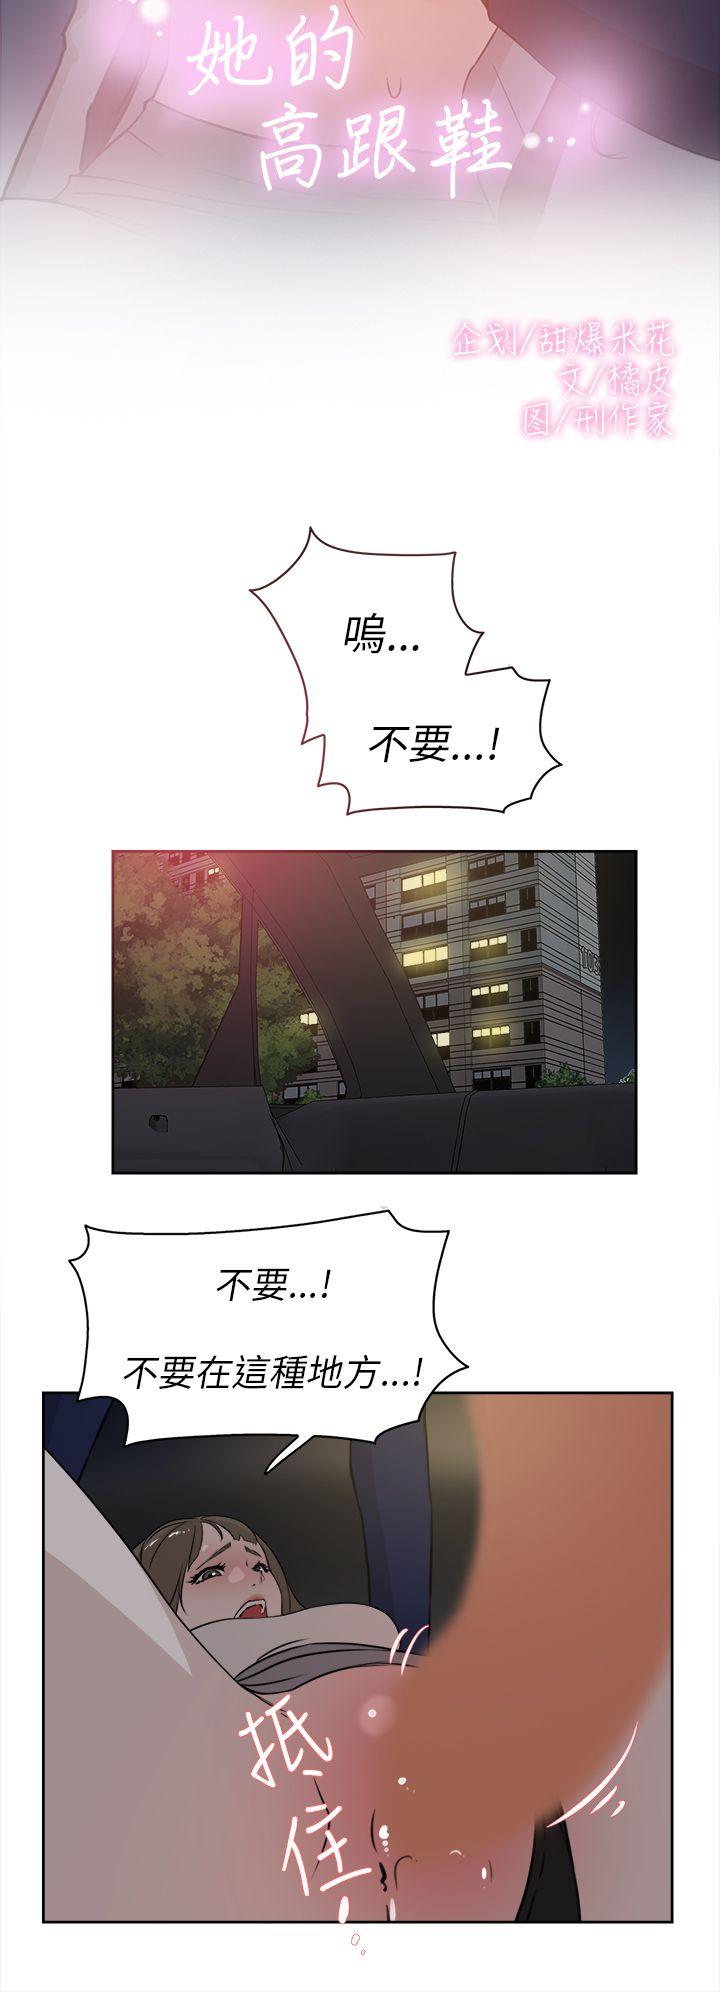 她的
高跟鞋
企划/甜爆米花
文/橘皮
图/刑作家
嗚...
不要...!
1103
不要...!
不要在這種地方...!
抵
住